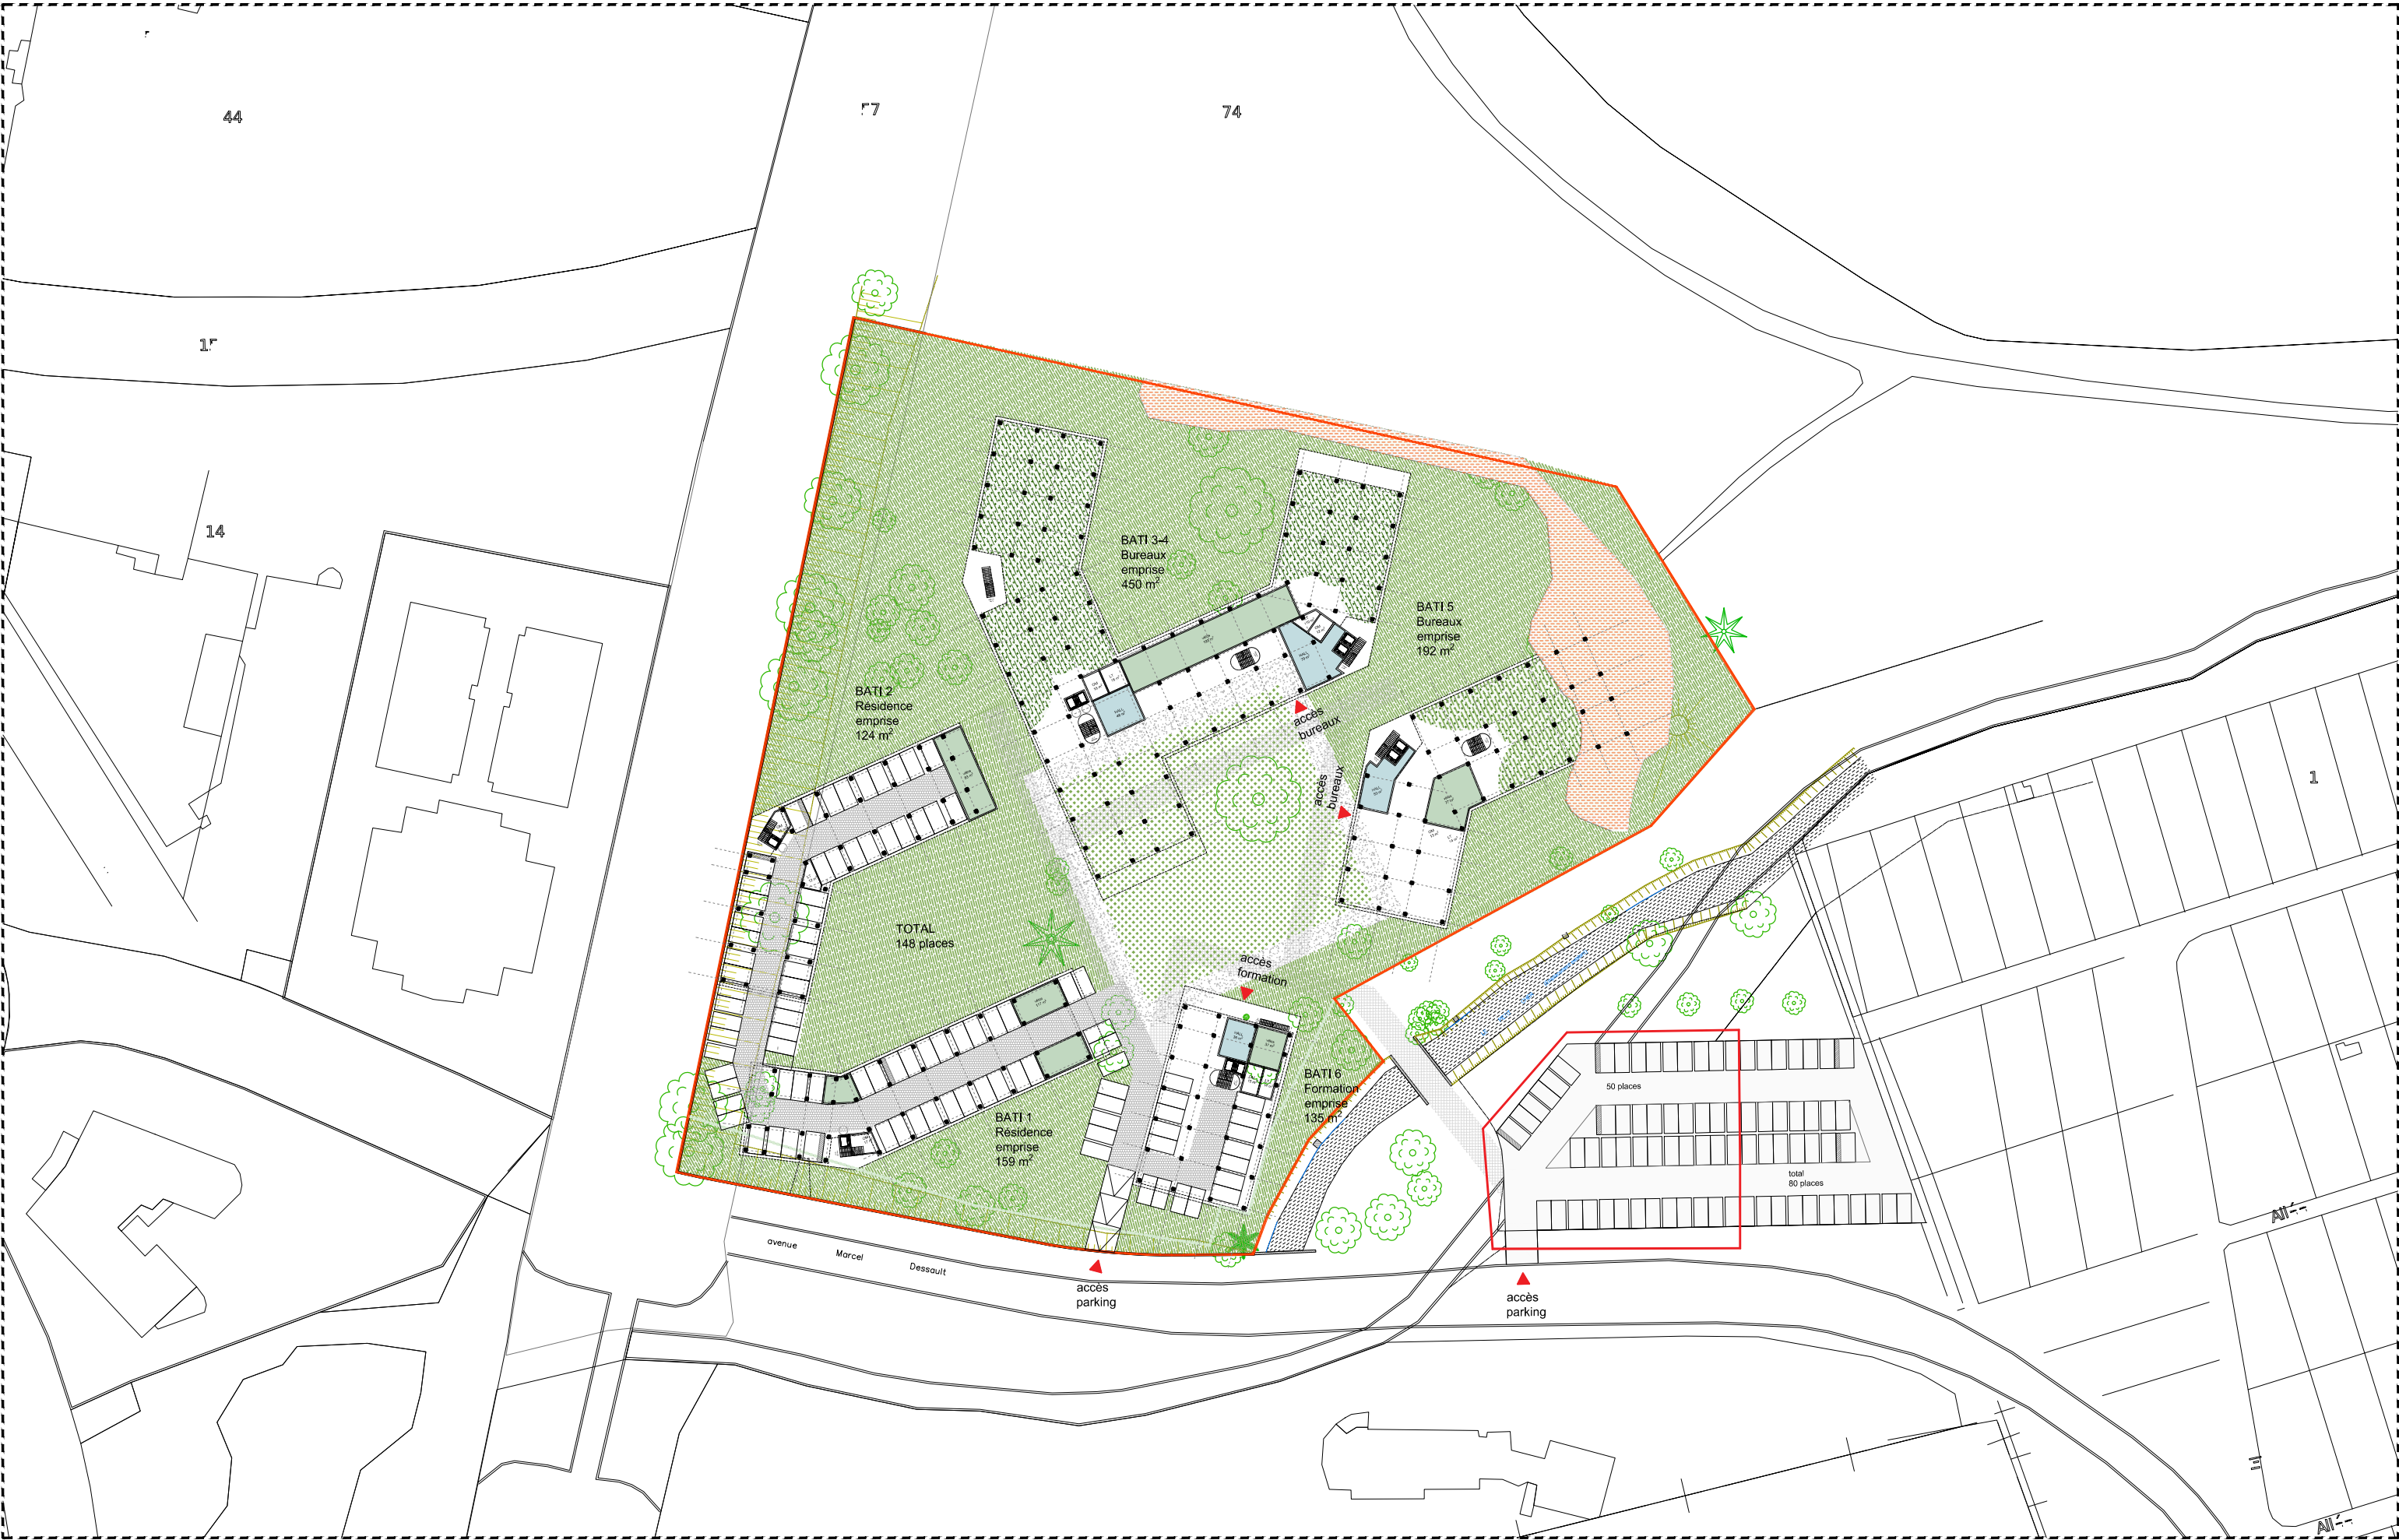 44
74
14
1
BATI 3-4
Bureaux
emprise
450 m²
BATI 5
Bureaux
emprise
192 m²
BATI 2
Résidence
emprise
124 m²
accès
bureaux
accès
bureaux
TOTAL
148 places
accès
formation
BATI 6
Formation
emprise
135 m²
BATI 1
Résidence
emprise
159 m²
50 places
total
80 places
avenue Marcel Dessault
accès
parking
accès
parking